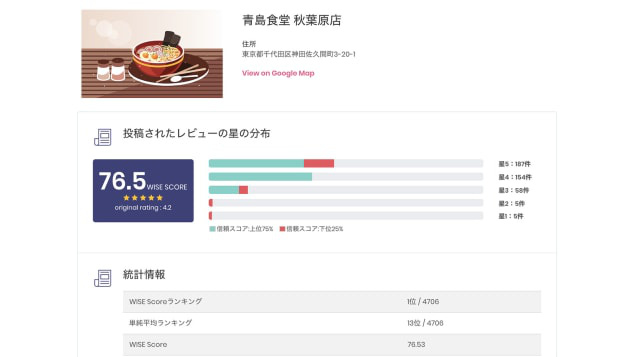 青島食堂 秋葉原店
住所
東京都千代田区神田佐久間町3-20-1
View on Google Map
投稿されたレビューの星の分布
76.5 WISE SCORE
original rating : 4.2
星5：187件
星4：154件
星3：58件
星2：5件
星1：5件
信頼スコア:上位75% 信頼スコア:下位25%
統計情報
WISE Scoreランキング 1位 / 4706
単純平均ランキング 13位 / 4706
WISE Score 76.53